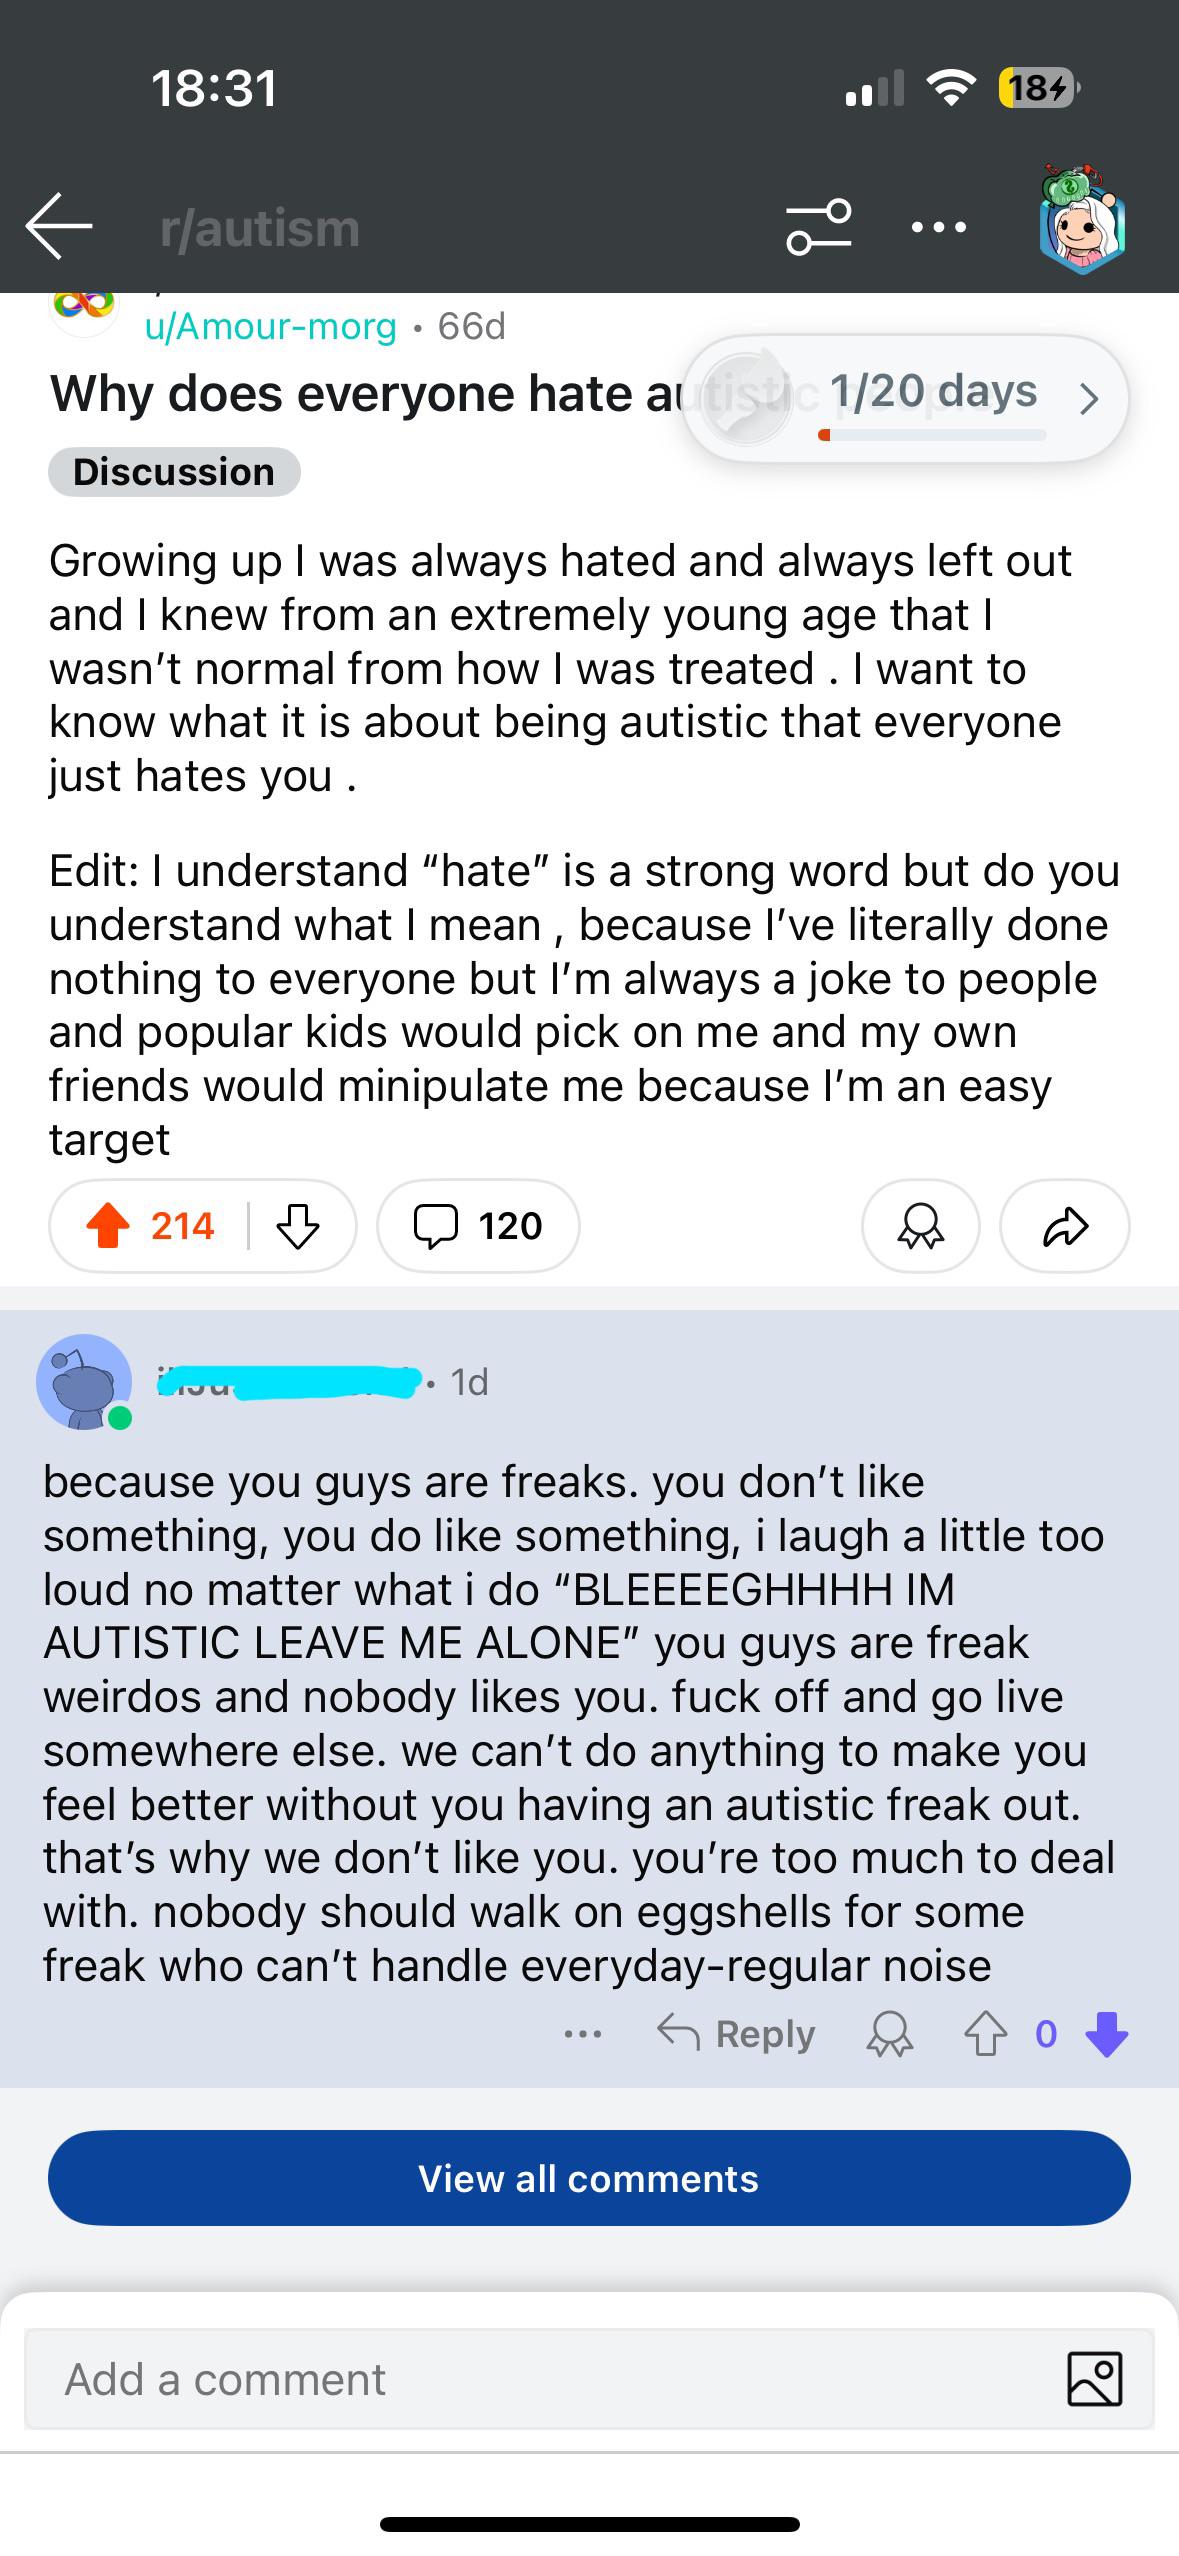 18:31
18
r/autism
u/Amour-morg • 66d
Why does everyone hate autistic people
1/20 days
Discussion
Growing up I was always hated and always left out
and I knew from an extremely young age that I
wasn’t normal from how I was treated . I want to
know what it is about being autistic that everyone
just hates you .
Edit: I understand “hate” is a strong word but do you
understand what I mean , because I’ve literally done
nothing to everyone but I’m always a joke to people
and popular kids would pick on me and my own
friends would minipulate me because I’m an easy
target
214
120
• 1d
because you guys are freaks. you don’t like
something, you do like something, i laugh a little too
loud no matter what i do “BLEEEEGHHHH IM
AUTISTIC LEAVE ME ALONE” you guys are freak
weirdos and nobody likes you. fuck off and go live
somewhere else. we can’t do anything to make you
feel better without you having an autistic freak out.
that’s why we don’t like you. you’re too much to deal
with. nobody should walk on eggshells for some
freak who can’t handle everyday-regular noise
Reply
0
View all comments
Add a comment